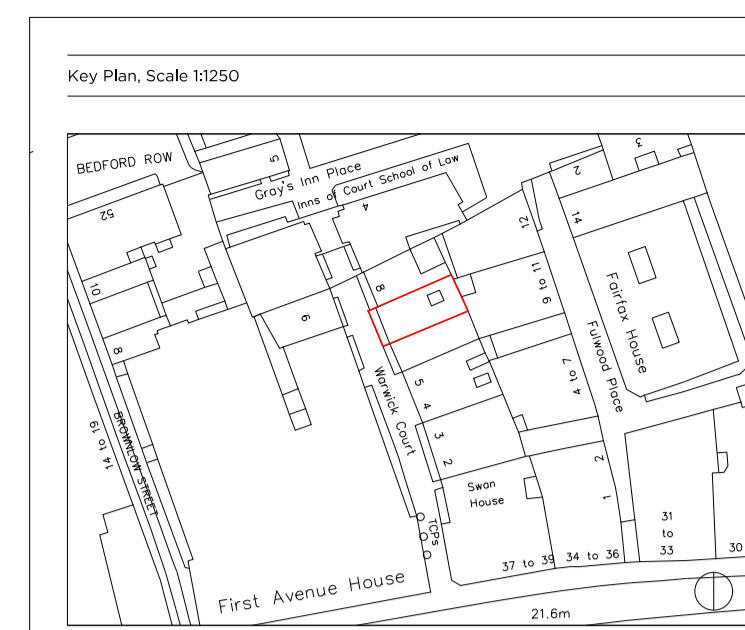 Key Plan, Scale 1:1250
BEDFORD ROW
52
5
Gray's Inn Place
Inns of Court School of Law
4
2
3
14
12
10
8
8
9
9 to 11
Fairfax House
Fulwood Place
4 to 7
Warwick Court
5
4
3
2
BROWNLOW STREET
14 to 19
Swan
House
2
1
TCPs
31
to
33
30
37 to 39
34 to 36
First Avenue House
21.6m